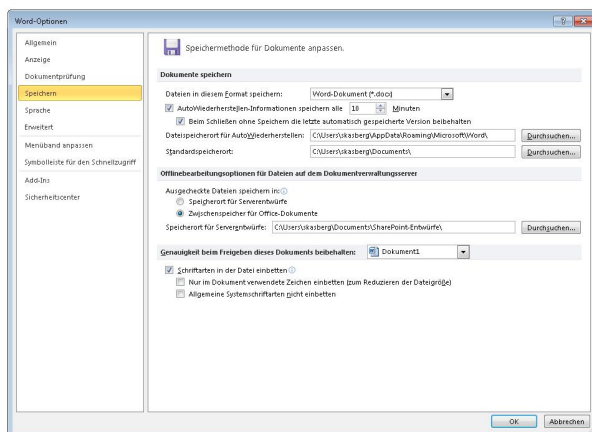 Word-Optionen
Allgemein
Anzeige
Dokumentprüfung
Speichern
Sprache
Erweitert
Menüband anpassen
Symbolleiste für den Schnellzugriff
Add-Ins
Sicherheitscenter
Speichermethode für Dokumente anpassen.
Dokumente speichern
Dateien in diesem Format speichern: Word-Dokument (*.docx)
AutoWiederherstellen-Informationen speichern alle 10 Minuten
Beim Schließen ohne Speichern die letzte automatisch gespeicherte Version beibehalten
Dateispeicherort für AutoWiederherstellen: C:\Users\skasberg\AppData\Roaming\Microsoft\Word\ Durchsuchen...
Standardspeicherort: C:\Users\skasberg\Documents\ Durchsuchen...
Offlinebearbeitungsoptionen für Dateien auf dem Dokumentverwaltungsserver
Ausgecheckte Dateien speichern in:
Speicherort für Serverentwürfe
Zwischenspeicher für Office-Dokumente
Speicherort für Serverentwürfe: C:\Users\skasberg\Documents\SharePoint-Entwürfe\ Durchsuchen...
Genauigkeit beim Freigeben dieses Dokuments beibehalten: Dokument1
Schriftarten in der Datei einbetten
Nur im Dokument verwendete Zeichen einbetten (zum Reduzieren der Dateigröße)
Allgemeine Systemschriftarten nicht einbetten
OK Abbrechen